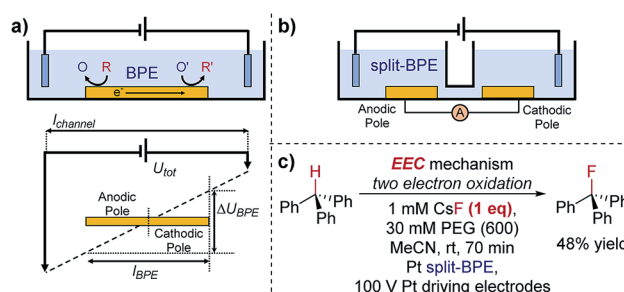 a)
O R BPE O' R'
e⁻
l_channel
U_tot
Anodic
Pole
Cathodic
Pole
ΔU_BPE
l_BPE
b)
split-BPE
A
Anodic
Pole
Cathodic
Pole
c)
H
Ph Ph
Ph
EEC mechanism
two electron oxidation
1 mM CsF (1 eq),
30 mM PEG (600)
MeCN, rt, 70 min
Pt split-BPE,
100 V Pt driving electrodes
F
Ph Ph
Ph
48% yield